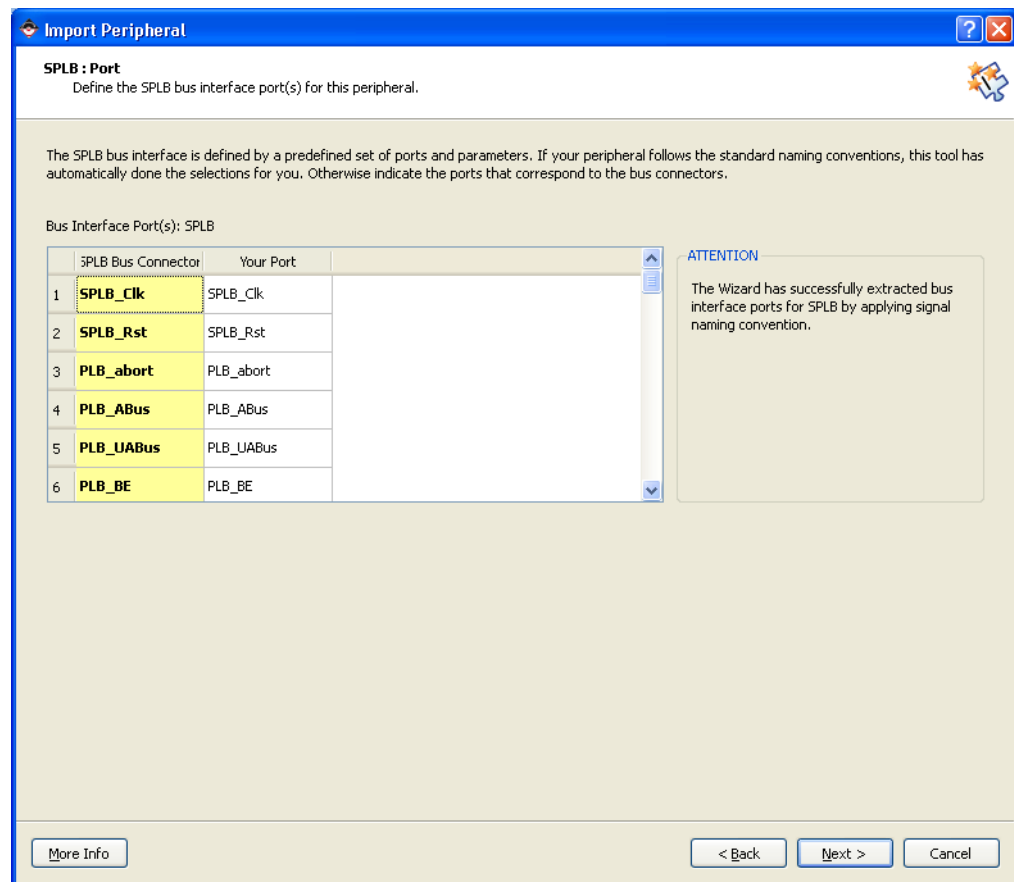 Import Peripheral
SPLB : Port
Define the SPLB bus interface port(s) for this peripheral.
The SPLB bus interface is defined by a predefined set of ports and parameters. If your peripheral follows the standard naming conventions, this tool has
automatically done the selections for you. Otherwise indicate the ports that correspond to the bus connectors.
Bus Interface Port(s): SPLB
SPLB Bus Connector Your Port
1 SPLB_Clk SPLB_Clk
2 SPLB_Rst SPLB_Rst
3 PLB_abort PLB_abort
4 PLB_ABus PLB_ABus
5 PLB_UABus PLB_UABus
6 PLB_BE PLB_BE
ATTENTION
The Wizard has successfully extracted bus
interface ports for SPLB by applying signal
naming convention.
More Info < Back Next > Cancel